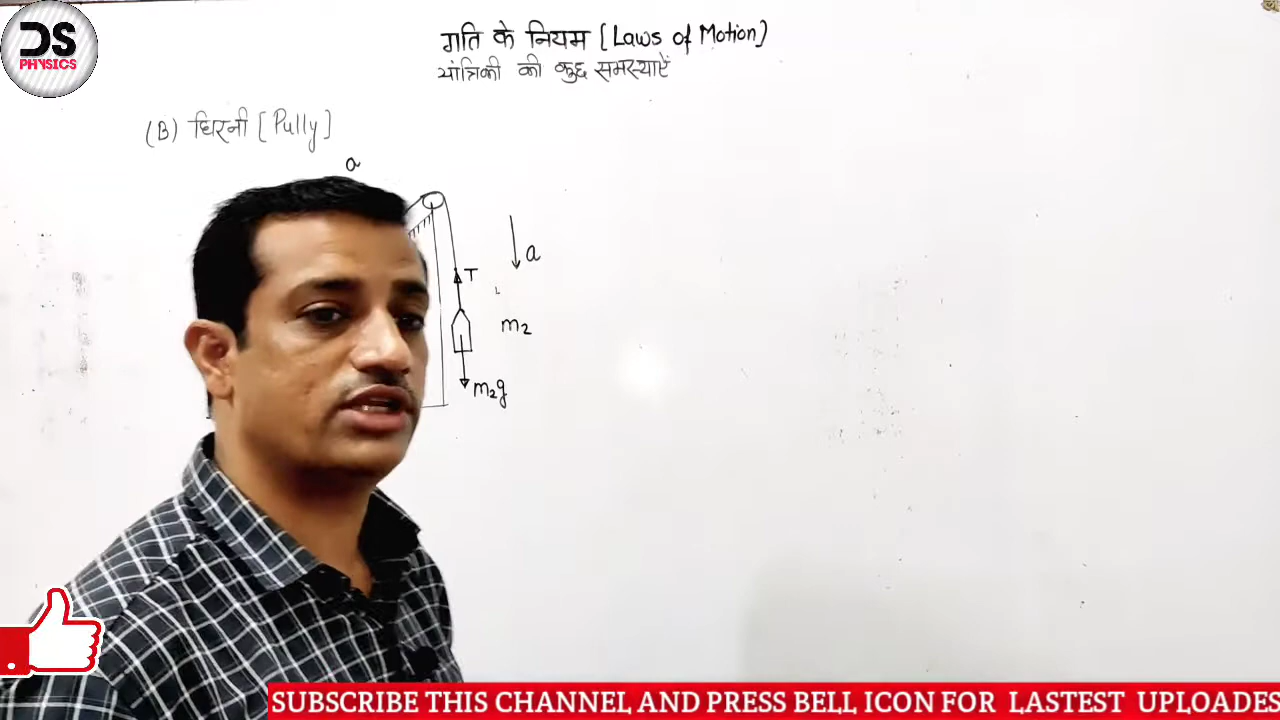 DS
PHYSICS
गति के नियम [Laws of Motion]
यांत्रिकी की कुछ समस्याऐं
(B) घिरनी [Pully]
a
T
a
m2
m2g
SUBSCRIBE THIS CHANNEL AND PRESS BELL ICON FOR LASTEST UPLOADES